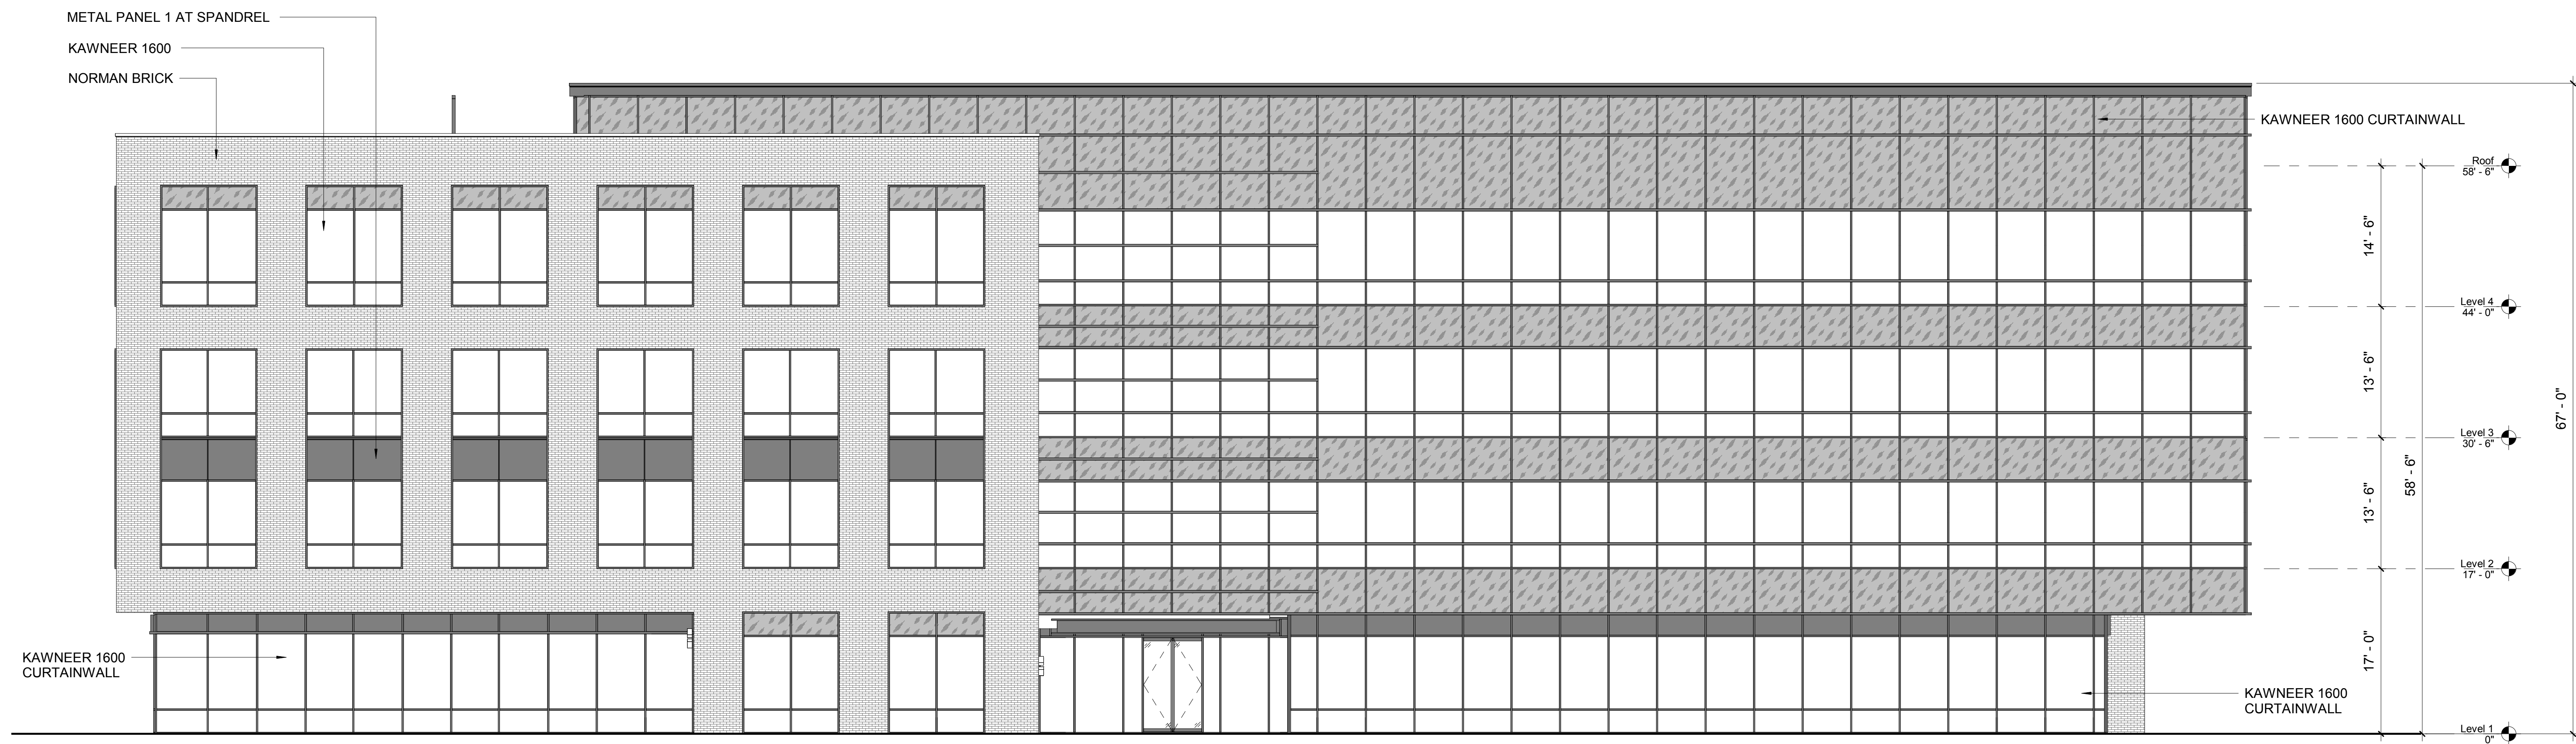 METAL PANEL 1 AT SPANDREL
KAWNEER 1600
NORMAN BRICK
KAWNEER 1600 CURTAINWALL
Roof
58' - 6"
14' - 6"
Level 4
44' - 0"
13' - 6"
67' - 0"
Level 3
30' - 6"
58' - 6"
13' - 6"
Level 2
17' - 0"
17' - 0"
KAWNEER 1600
CURTAINWALL
KAWNEER 1600
CURTAINWALL
Level 1
0"